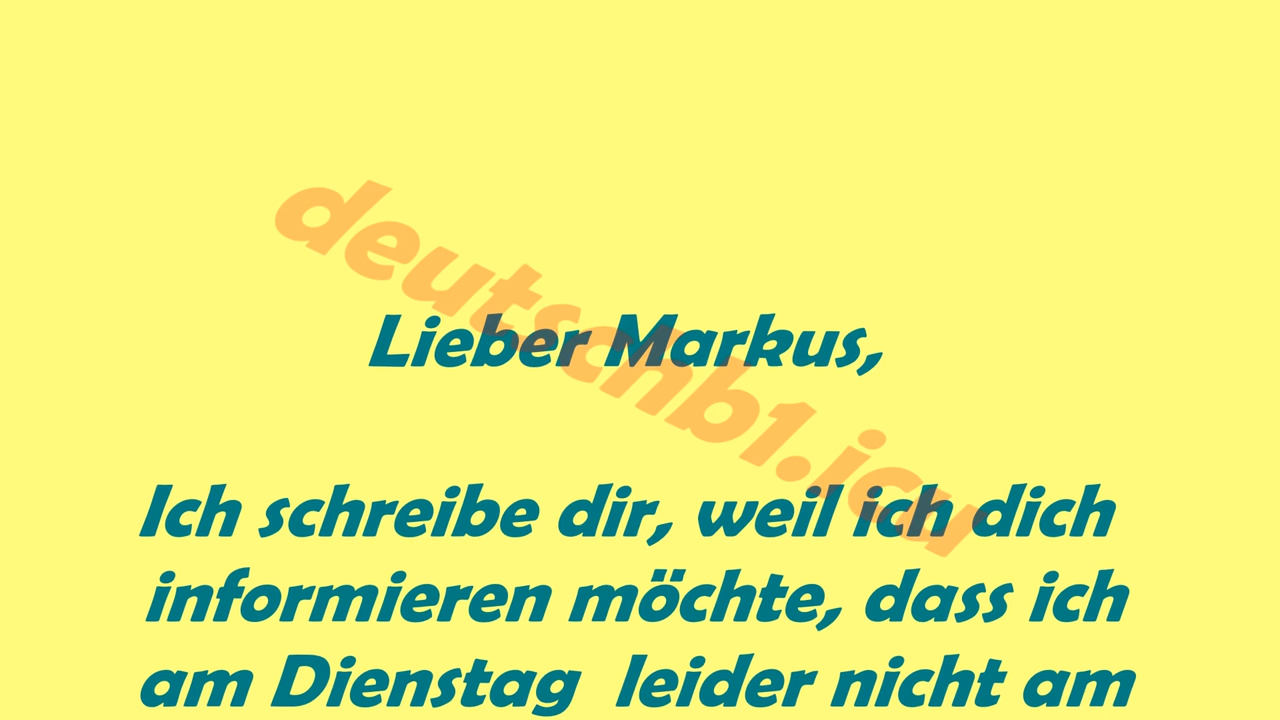 deutschb1.icu
Lieber Markus,
Ich schreibe dir, weil ich dich
informieren möchte, dass ich
am Dienstag  leider nicht am